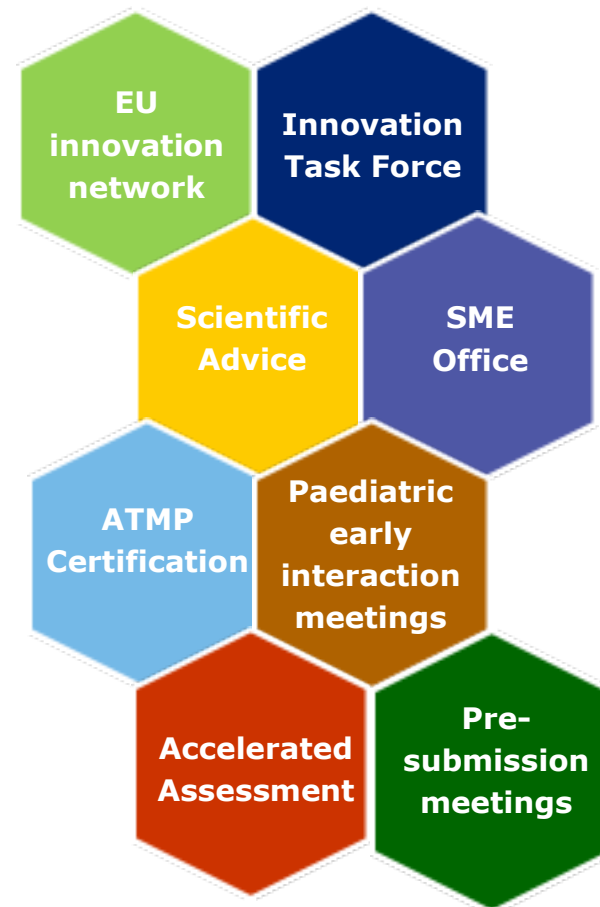 EU
innovation
network
Innovation
Task Force
Scientific
Advice
SME
Office
ATMP
Certification
Paediatric
early
interaction
meetings
Accelerated
Assessment
Pre-
submission
meetings